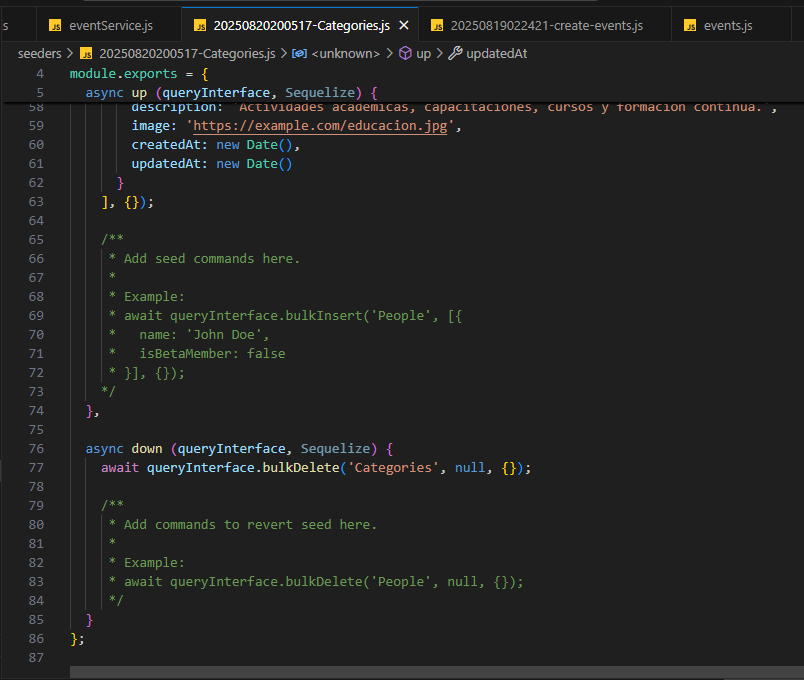 s
JS eventService.js
JS 20250820200517-Categories.js ×
JS 20250819022421-create-events.js
JS events.js
seeders > JS 20250820200517-Categories.js > <unknown> > up > updatedAt
4 module.exports = {
5 async up (queryInterface, Sequelize) {
58 description: 'Actividades académicas, capacitaciones, cursos y formación continua.',
59 image: 'https://example.com/educacion.jpg',
60 createdAt: new Date(),
61 updatedAt: new Date()
62 }
63 ], {});
64
65 /**
66 * Add seed commands here.
67 *
68 * Example:
69 * await queryInterface.bulkInsert('People', [{
70 *   name: 'John Doe',
71 *   isBetaMember: false
72 * }], {});
73 */
74 },
75
76 async down (queryInterface, Sequelize) {
77 await queryInterface.bulkDelete('Categories', null, {});
78
79 /**
80 * Add commands to revert seed here.
81 *
82 * Example:
83 * await queryInterface.bulkDelete('People', null, {});
84 */
85 }
86 };
87